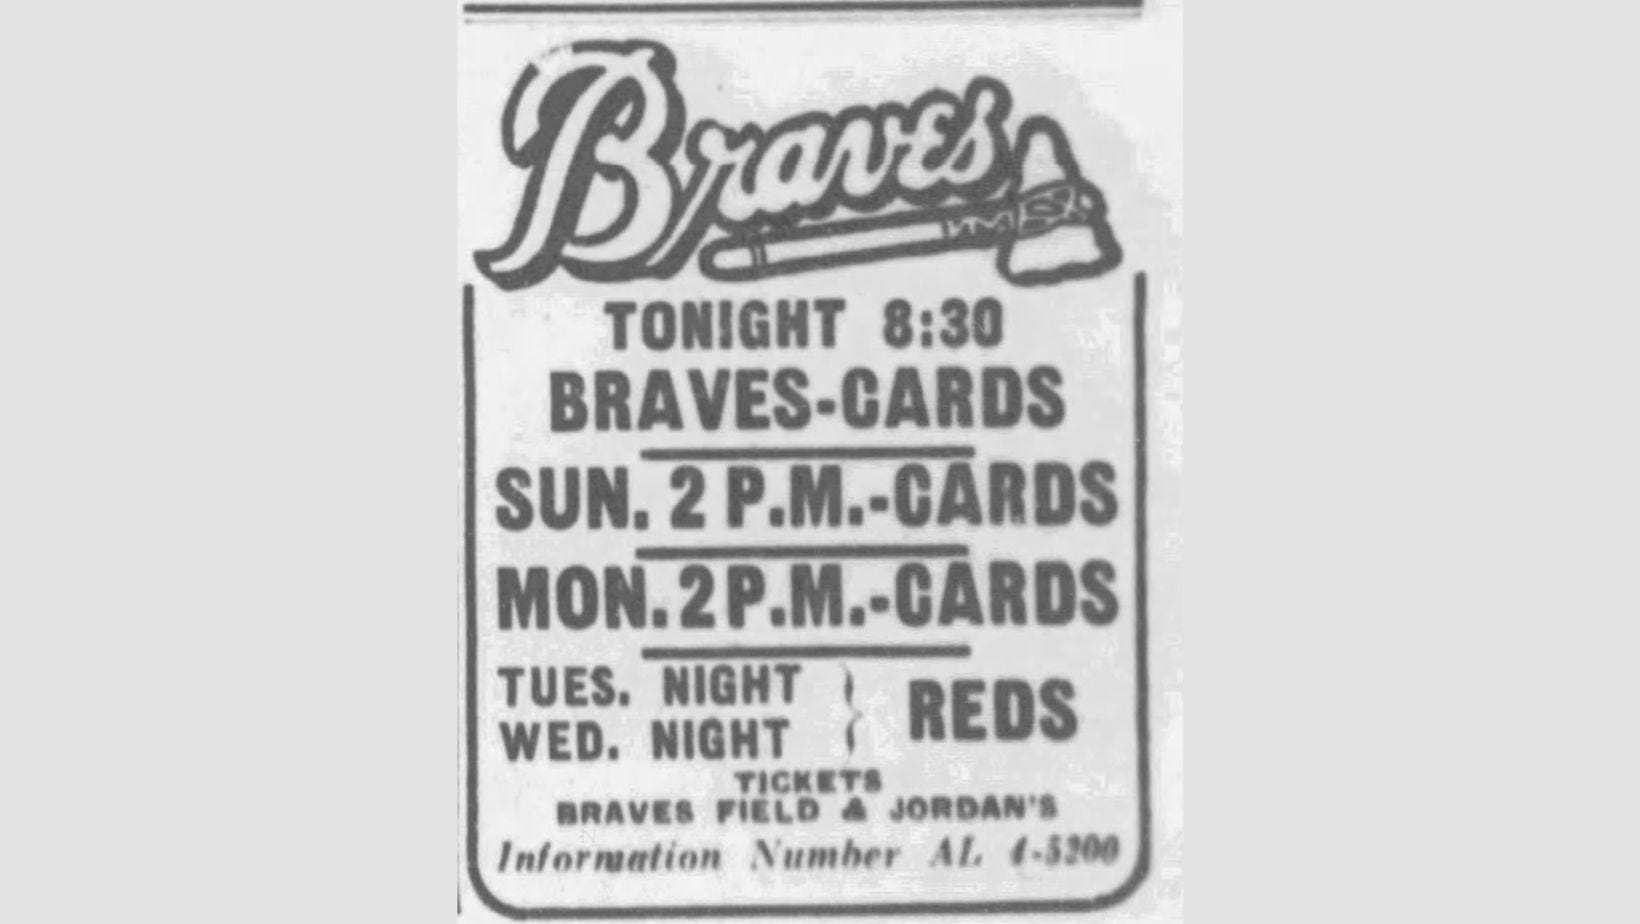 Braves
TONIGHT 8:30
BRAVES-CARDS
SUN. 2 P.M.-CARDS
MON. 2 P.M.-CARDS
TUES. NIGHT
WED. NIGHT
REDS
TICKETS
BRAVES FIELD & JORDAN'S
Information Number AL 4-5200